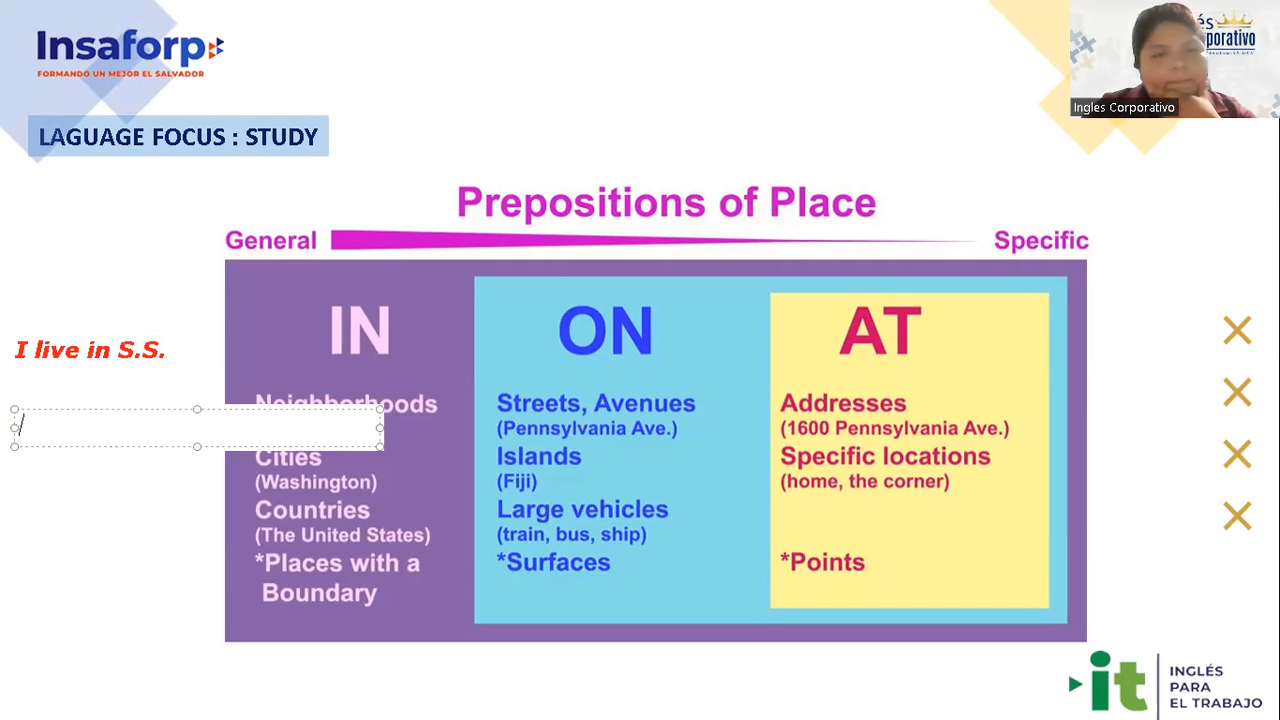 Insaforp
FORMANDO UN MEJOR EL SALVADOR
LAGUAGE FOCUS : STUDY
Ingles Corporativo
Prepositions of Place
General
Specific
I live in S.S.
IN
Neighborhoods
Cities
(Washington)
Countries
(The United States)
*Places with a
Boundary
ON
Streets, Avenues
(Pennsylvania Ave.)
Islands
(Fiji)
Large vehicles
(train, bus, ship)
*Surfaces
AT
Addresses
(1600 Pennsylvania Ave.)
Specific locations
(home, the corner)
*Points
it
INGLÉS
PARA
EL TRABAJO